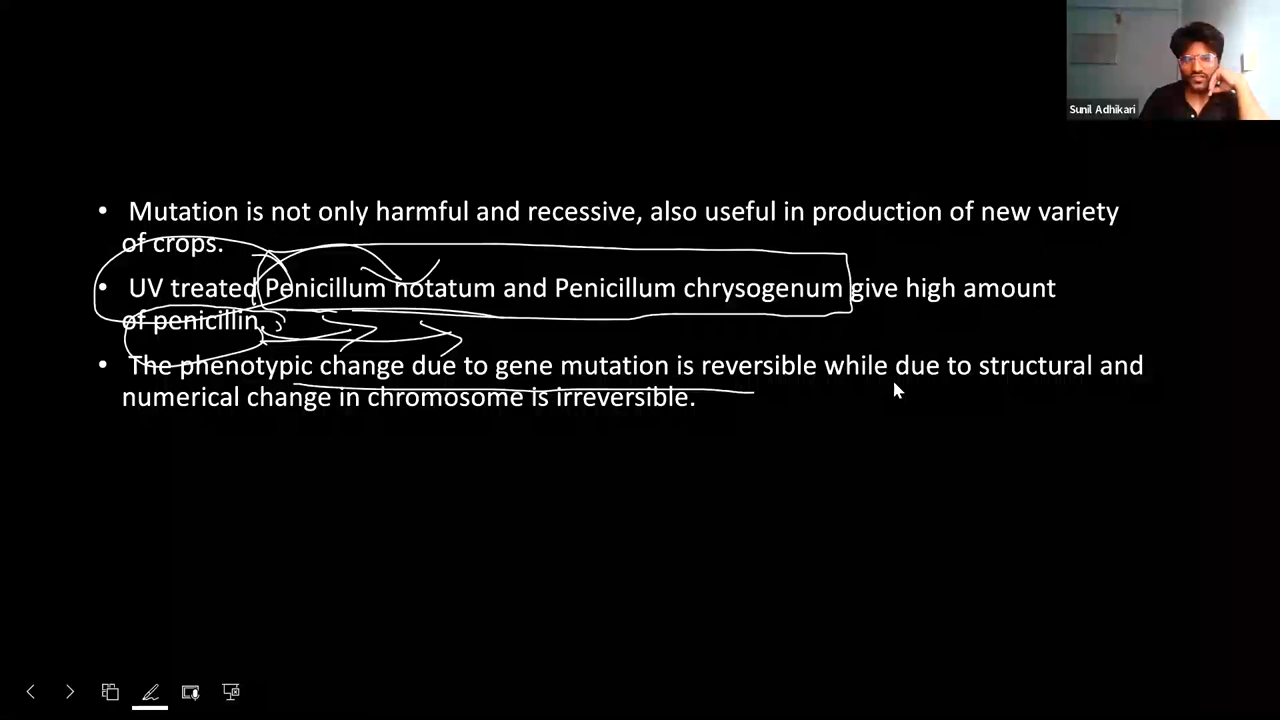 Sunil Adhikari
• Mutation is not only harmful and recessive, also useful in production of new variety
of crops.
• UV treated Penicillum notatum and Penicillum chrysogenum give high amount
of penicillin.
• The phenotypic change due to gene mutation is reversible while due to structural and
numerical change in chromosome is irreversible.